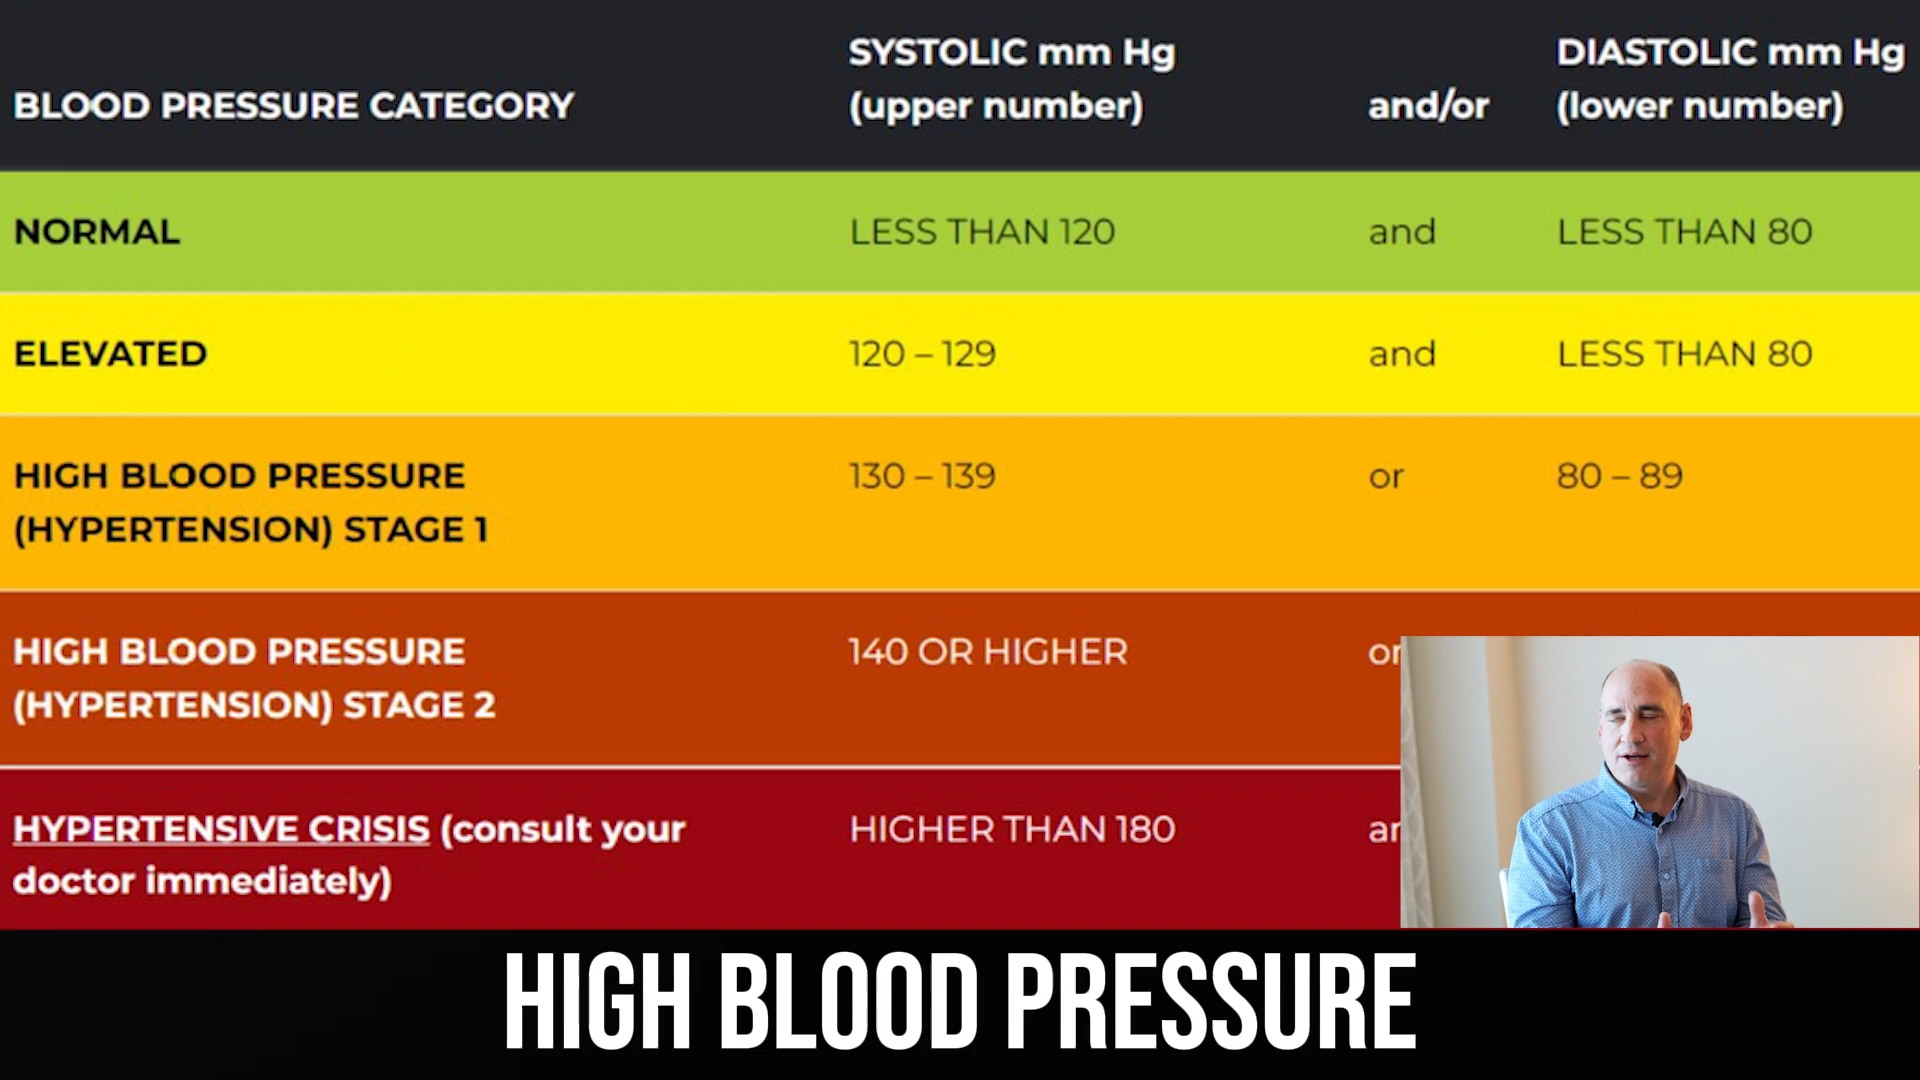 SYSTOLIC mm Hg
DIASTOLIC mm Hg
BLOOD PRESSURE CATEGORY (upper number) and/or (lower number)
NORMAL LESS THAN 120 and LESS THAN 80
ELEVATED 120 – 129 and LESS THAN 80
HIGH BLOOD PRESSURE 130 – 139 or 80 – 89
(HYPERTENSION) STAGE 1
HIGH BLOOD PRESSURE 140 OR HIGHER or
(HYPERTENSION) STAGE 2
HYPERTENSIVE CRISIS (consult your HIGHER THAN 180
doctor immediately)
HIGH BLOOD PRESSURE